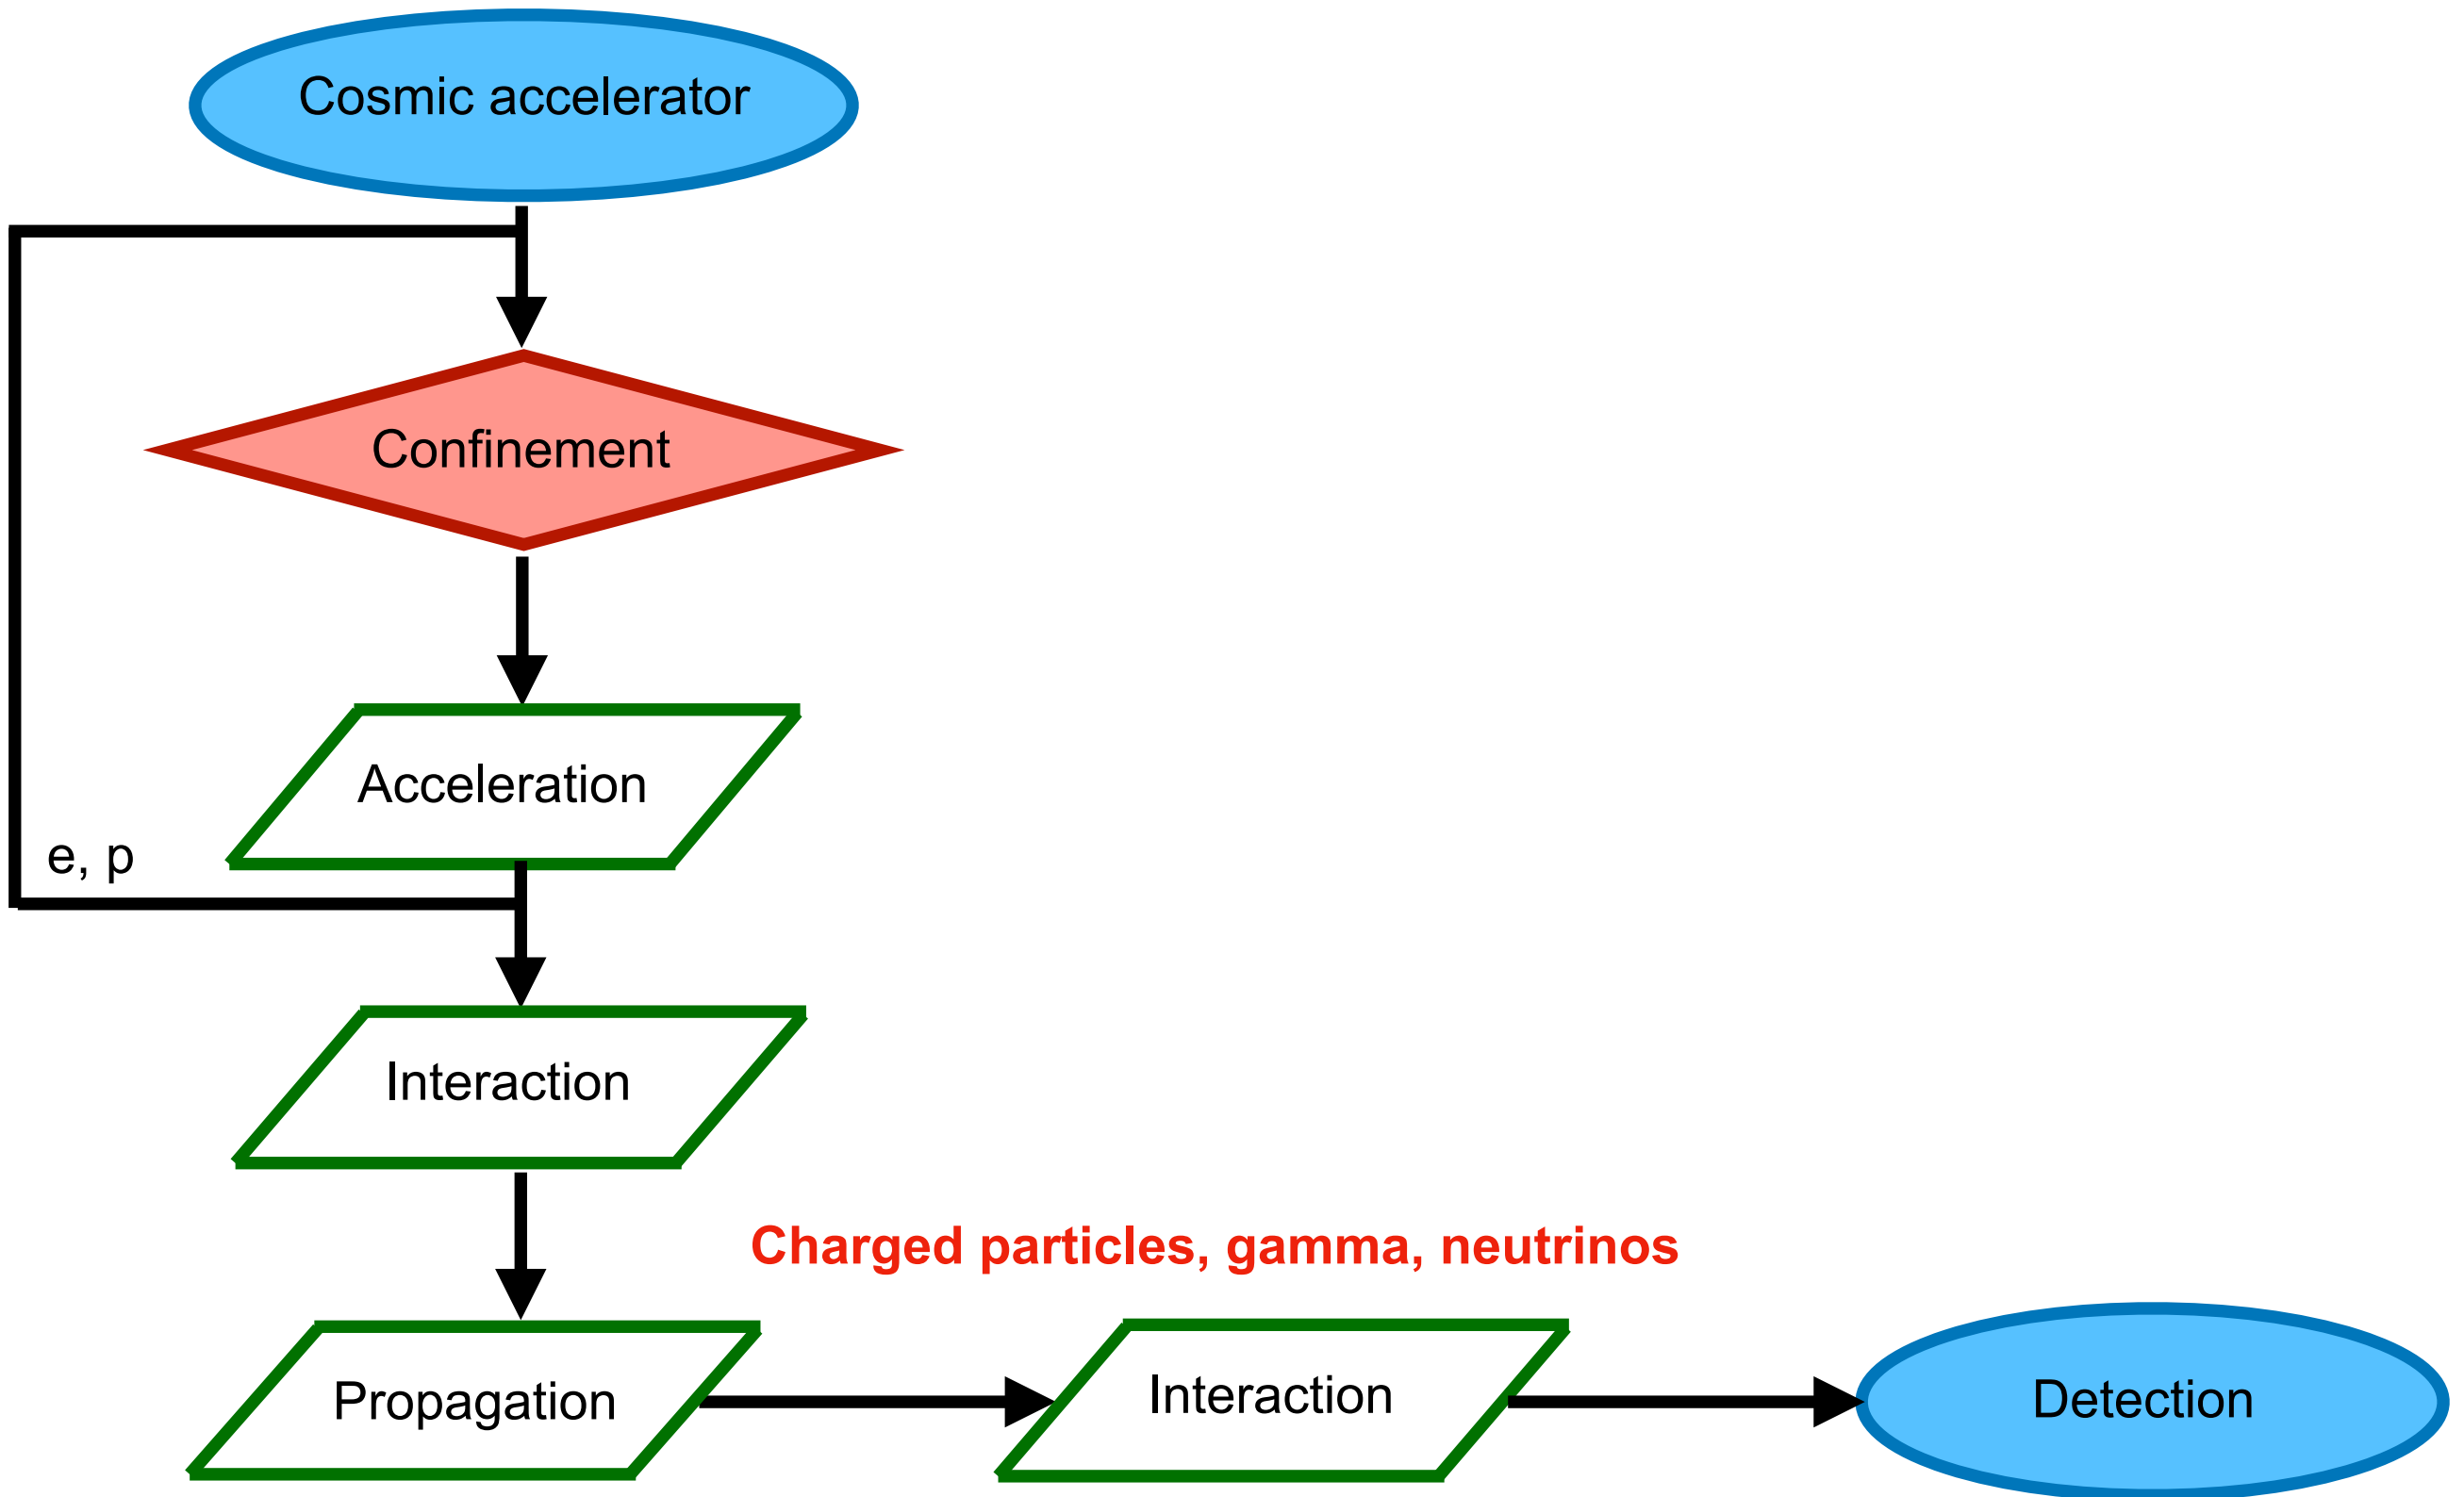 Cosmic accelerator
Confinement
Acceleration
e, p
Interaction
Charged particles, gamma, neutrinos
Propagation
Interaction
Detection